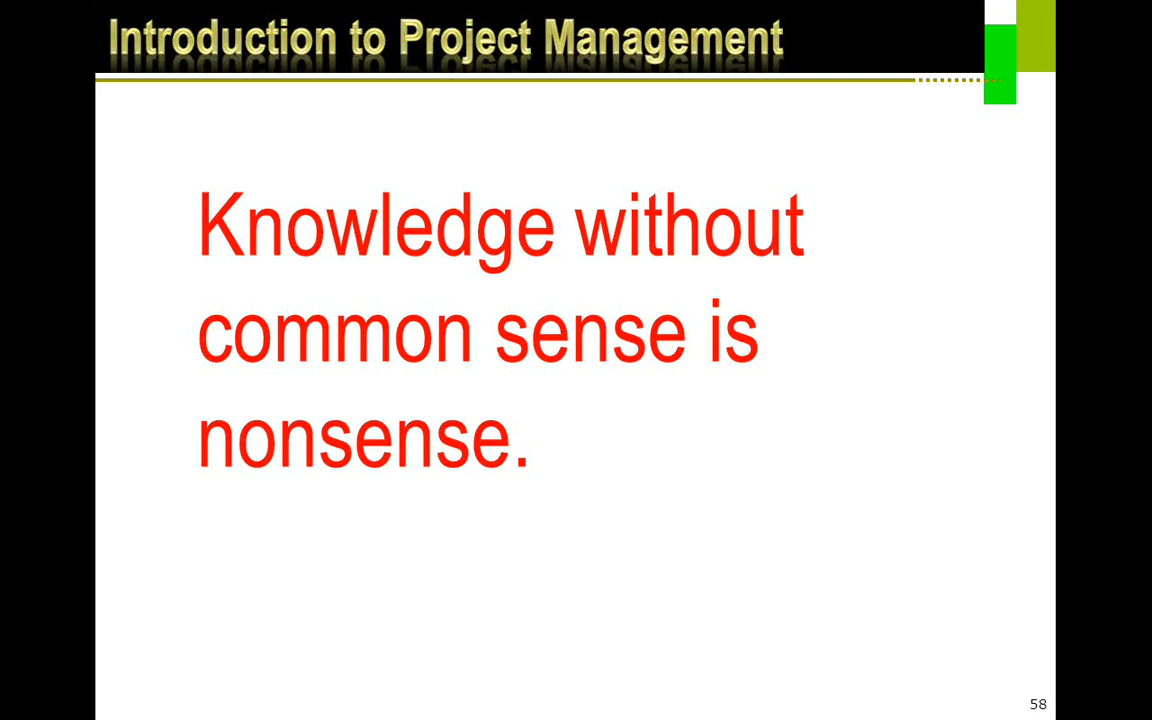 Introduction to Project Management
Knowledge without
common sense is
nonsense.
58